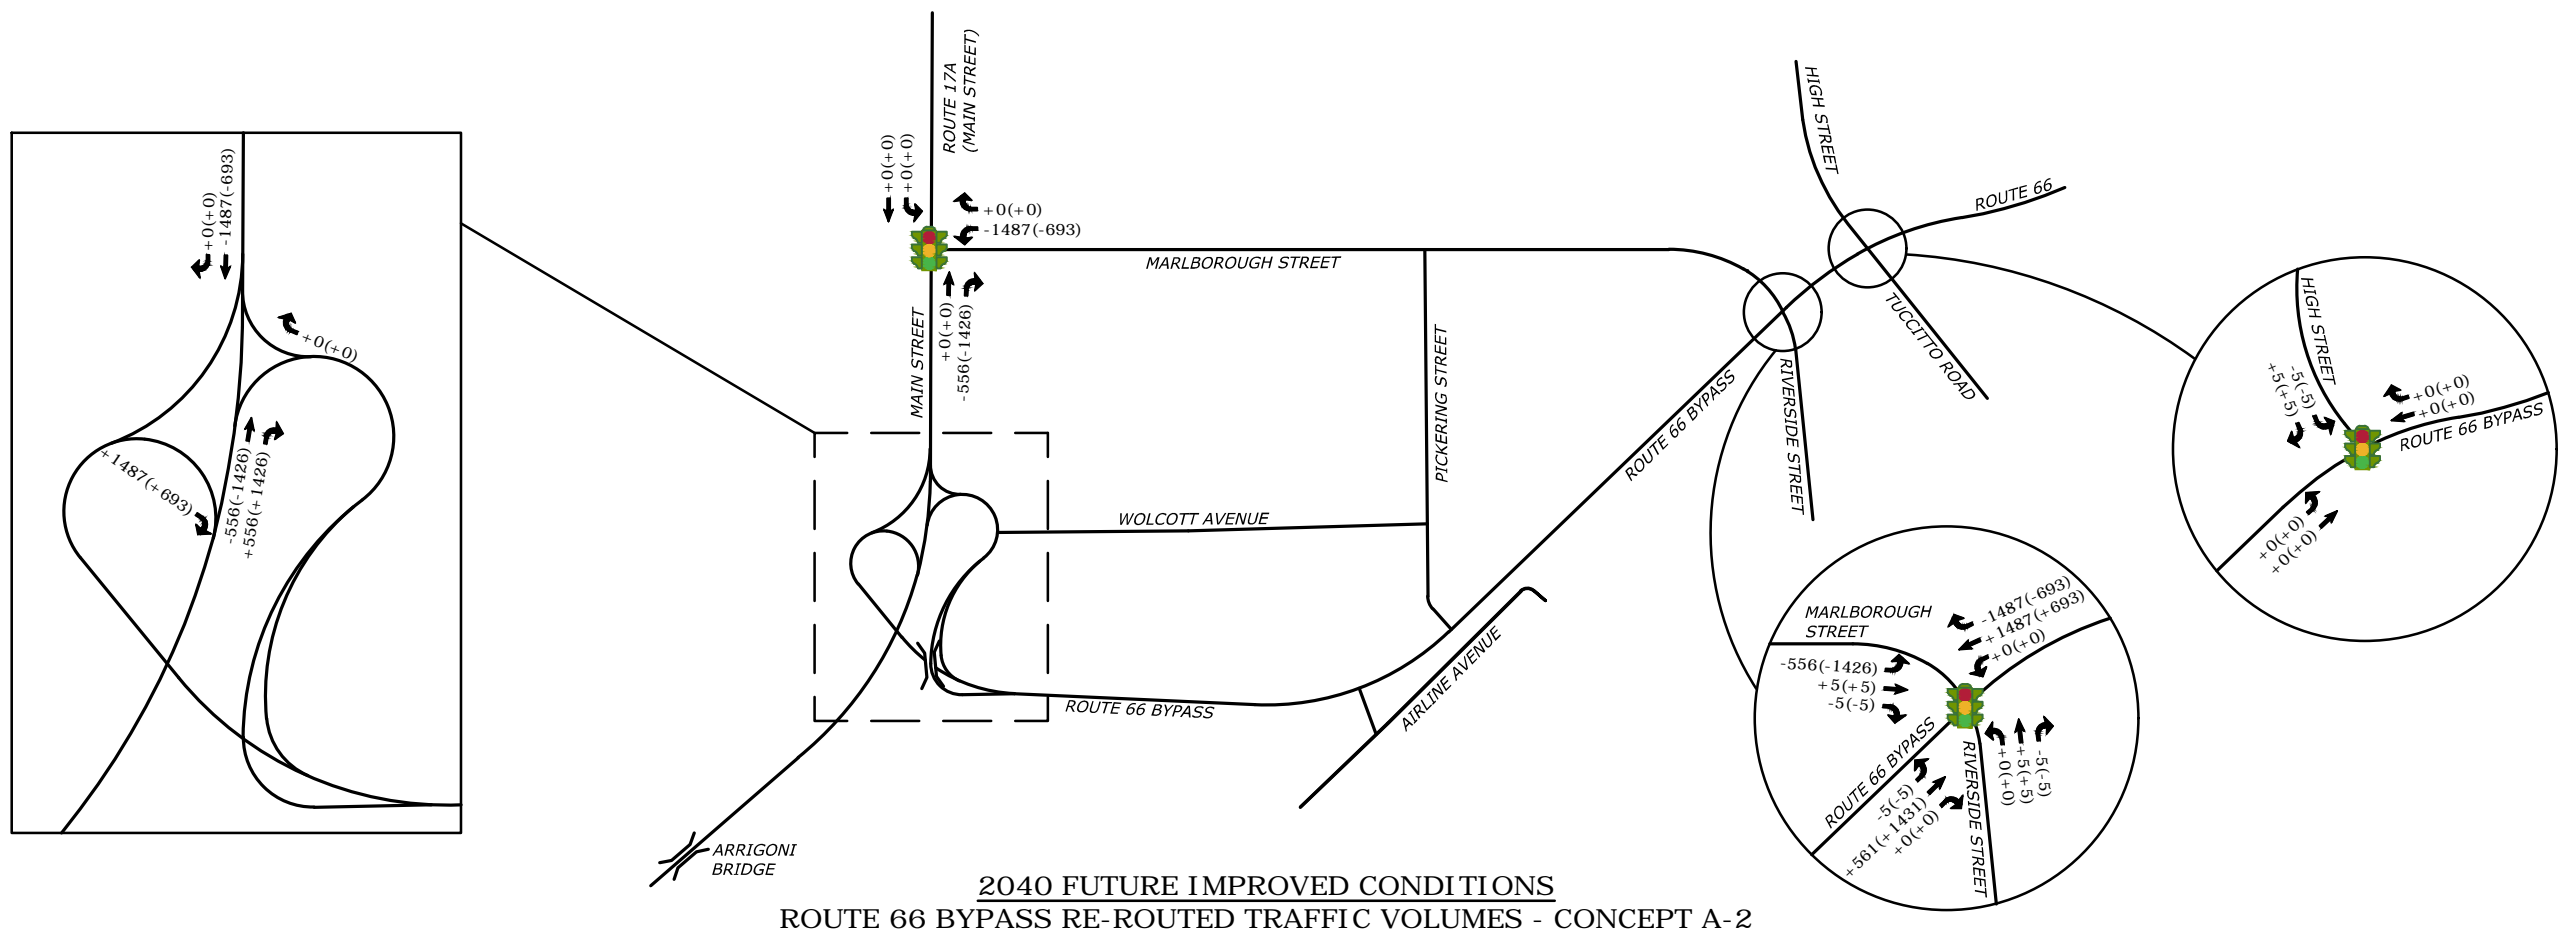 +0(+0)
-1487(-693)
+0(+0)
+1487(+693)
-556(-1426)
+556(+1426)
ROUTE 17A
(MAIN STREET)
+0(+0)
+0(+0)
+0(+0)
-1487(-693)
MARLBOROUGH STREET
MAIN STREET
+0(+0)
-556(-1426)
PICKERING STREET
WOLCOTT AVENUE
ROUTE 66 BYPASS
AIRLINE AVENUE
ROUTE 66 BYPASS
ARRIGONI
BRIDGE
HIGH STREET
ROUTE 66
TUCCITTO ROAD
RIVERSIDE STREET
HIGH STREET
-5(-5)
+5(+5)
+0(+0)
+0(+0)
ROUTE 66 BYPASS
+0(+0)
+0(+0)
MARLBOROUGH
STREET
-1487(-693)
+1487(+693)
+0(+0)
-556(-1426)
+5(+5)
-5(-5)
ROUTE 66 BYPASS
-5(-5)
+561(+1431)
+0(+0)
RIVERSIDE STREET
+0(+0)
+5(+5)
-5(-5)
2040 FUTURE IMPROVED CONDITIONS
ROUTE 66 BYPASS RE-ROUTED TRAFFIC VOLUMES - CONCEPT A-2